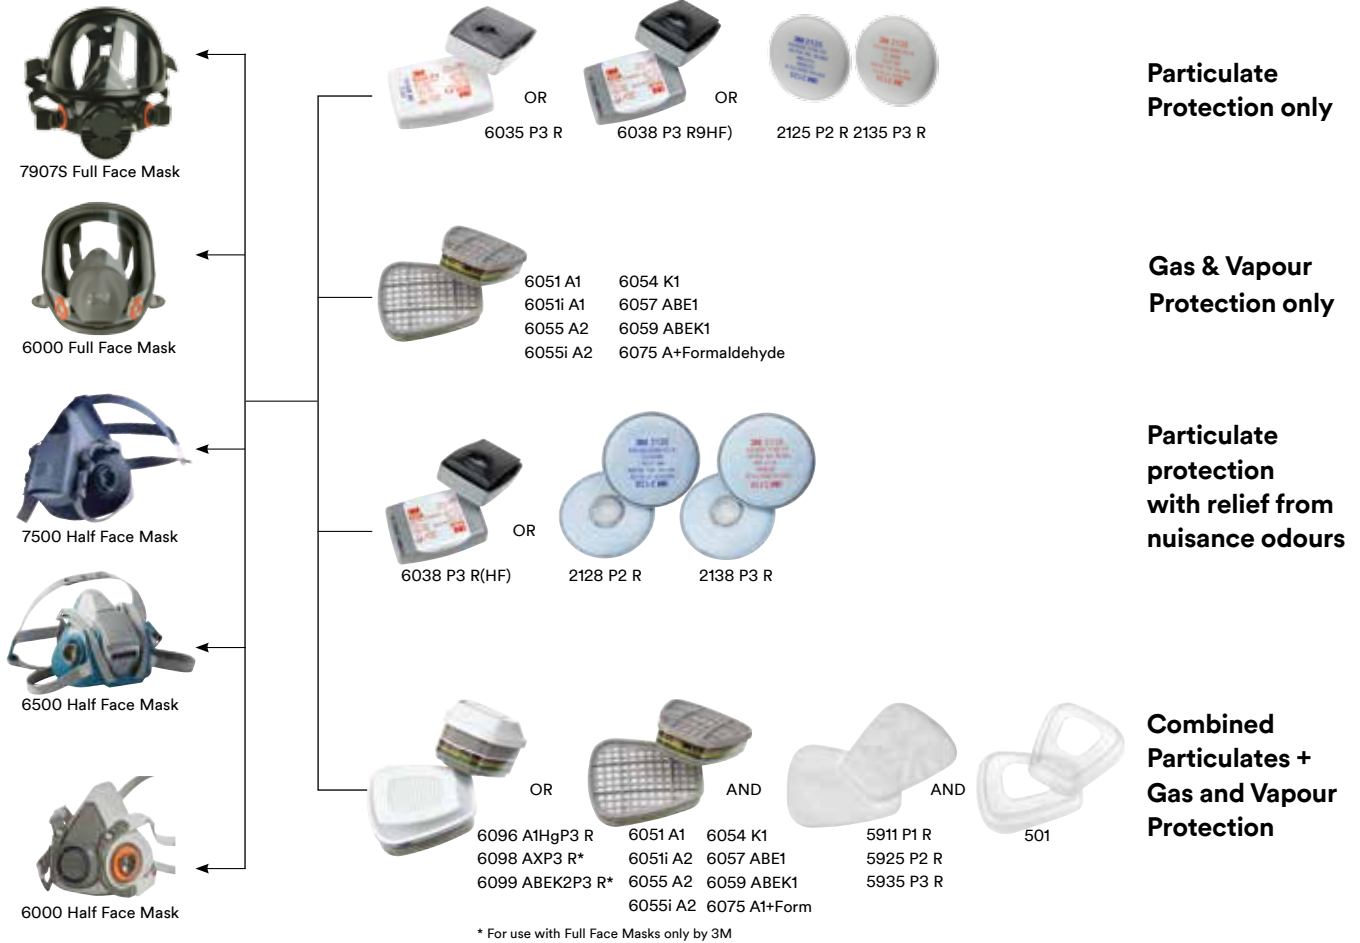 7907S Full Face Mask
6000 Full Face Mask
7500 Half Face Mask
6500 Half Face Mask
6000 Half Face Mask
OR
OR
6035 P3 R
6038 P3 R9HF)
2125 P2 R 2135 P3 R
Particulate
Protection only
6051 A1
6051i A1
6055 A2
6055i A2
6054 K1
6057 ABE1
6059 ABEK1
6075 A+Formaldehyde
Gas & Vapour
Protection only
OR
6038 P3 R(HF)
2128 P2 R
2138 P3 R
Particulate
protection
with relief from
nuisance odours
OR
AND
AND
6096 A1HgP3 R
6098 AXP3 R*
6099 ABEK2P3 R*
6051 A1
6051i A2
6055 A2
6055i A2
6054 K1
6057 ABE1
6059 ABEK1
6075 A1+Form
5911 P1 R
5925 P2 R
5935 P3 R
501
Combined
Particulates +
Gas and Vapour
Protection
* For use with Full Face Masks only by 3M